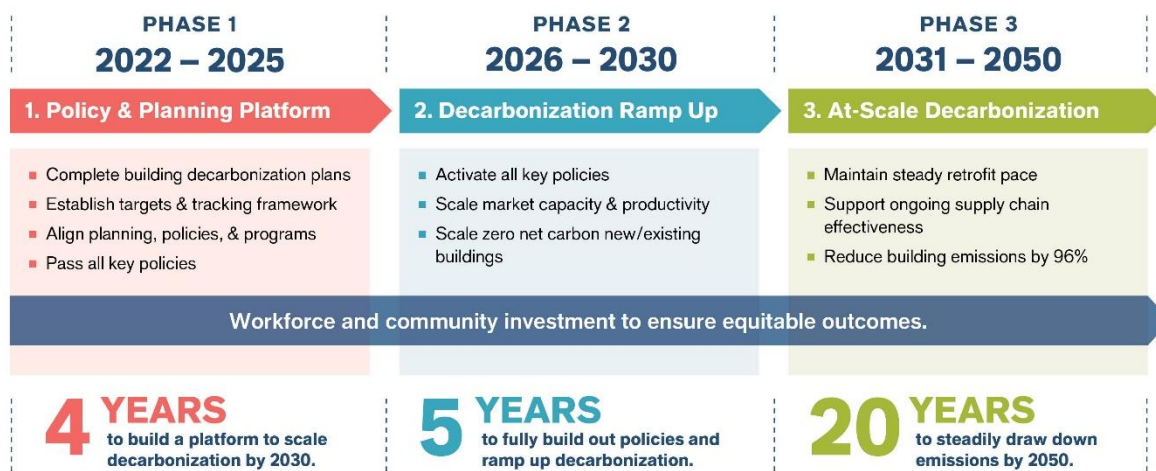 PHASE 1
2022 – 2025
1. Policy & Planning Platform
▪ Complete building decarbonization plans
▪ Establish targets & tracking framework
▪ Align planning, policies, & programs
▪ Pass all key policies
PHASE 2
2026 – 2030
2. Decarbonization Ramp Up
▪ Activate all key policies
▪ Scale market capacity & productivity
▪ Scale zero net carbon new/existing
buildings
PHASE 3
2031 – 2050
3. At-Scale Decarbonization
▪ Maintain steady retrofit pace
▪ Support ongoing supply chain
effectiveness
▪ Reduce building emissions by 96%
Workforce and community investment to ensure equitable outcomes.
4 YEARS
to build a platform to scale
decarbonization by 2030.
5 YEARS
to fully build out policies and
ramp up decarbonization.
20 YEARS
to steadily draw down
emissions by 2050.